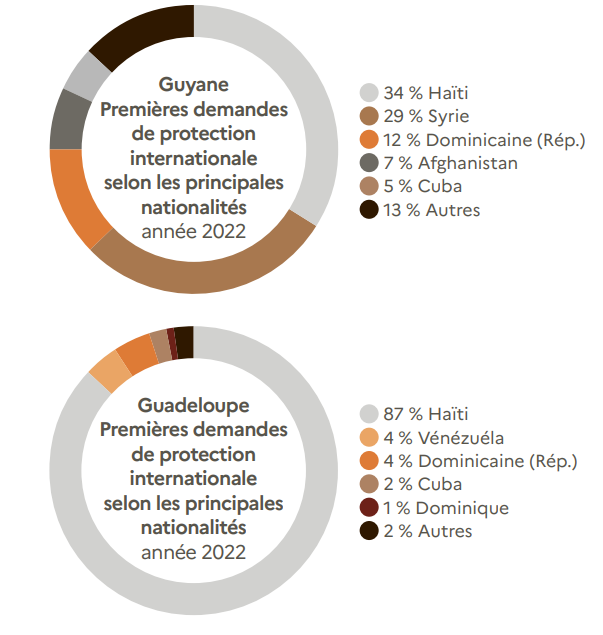 Guyane
Premières demandes
de protection
internationale
selon les principales
nationalités
année 2022
34 % Haïti
29 % Syrie
12 % Dominicaine (Rép.)
7 % Afghanistan
5 % Cuba
13 % Autres
Guadeloupe
Premières demandes
de protection
internationale
selon les principales
nationalités
année 2022
87 % Haïti
4 % Vénézuéla
4 % Dominicaine (Rép.)
2 % Cuba
1 % Dominique
2 % Autres